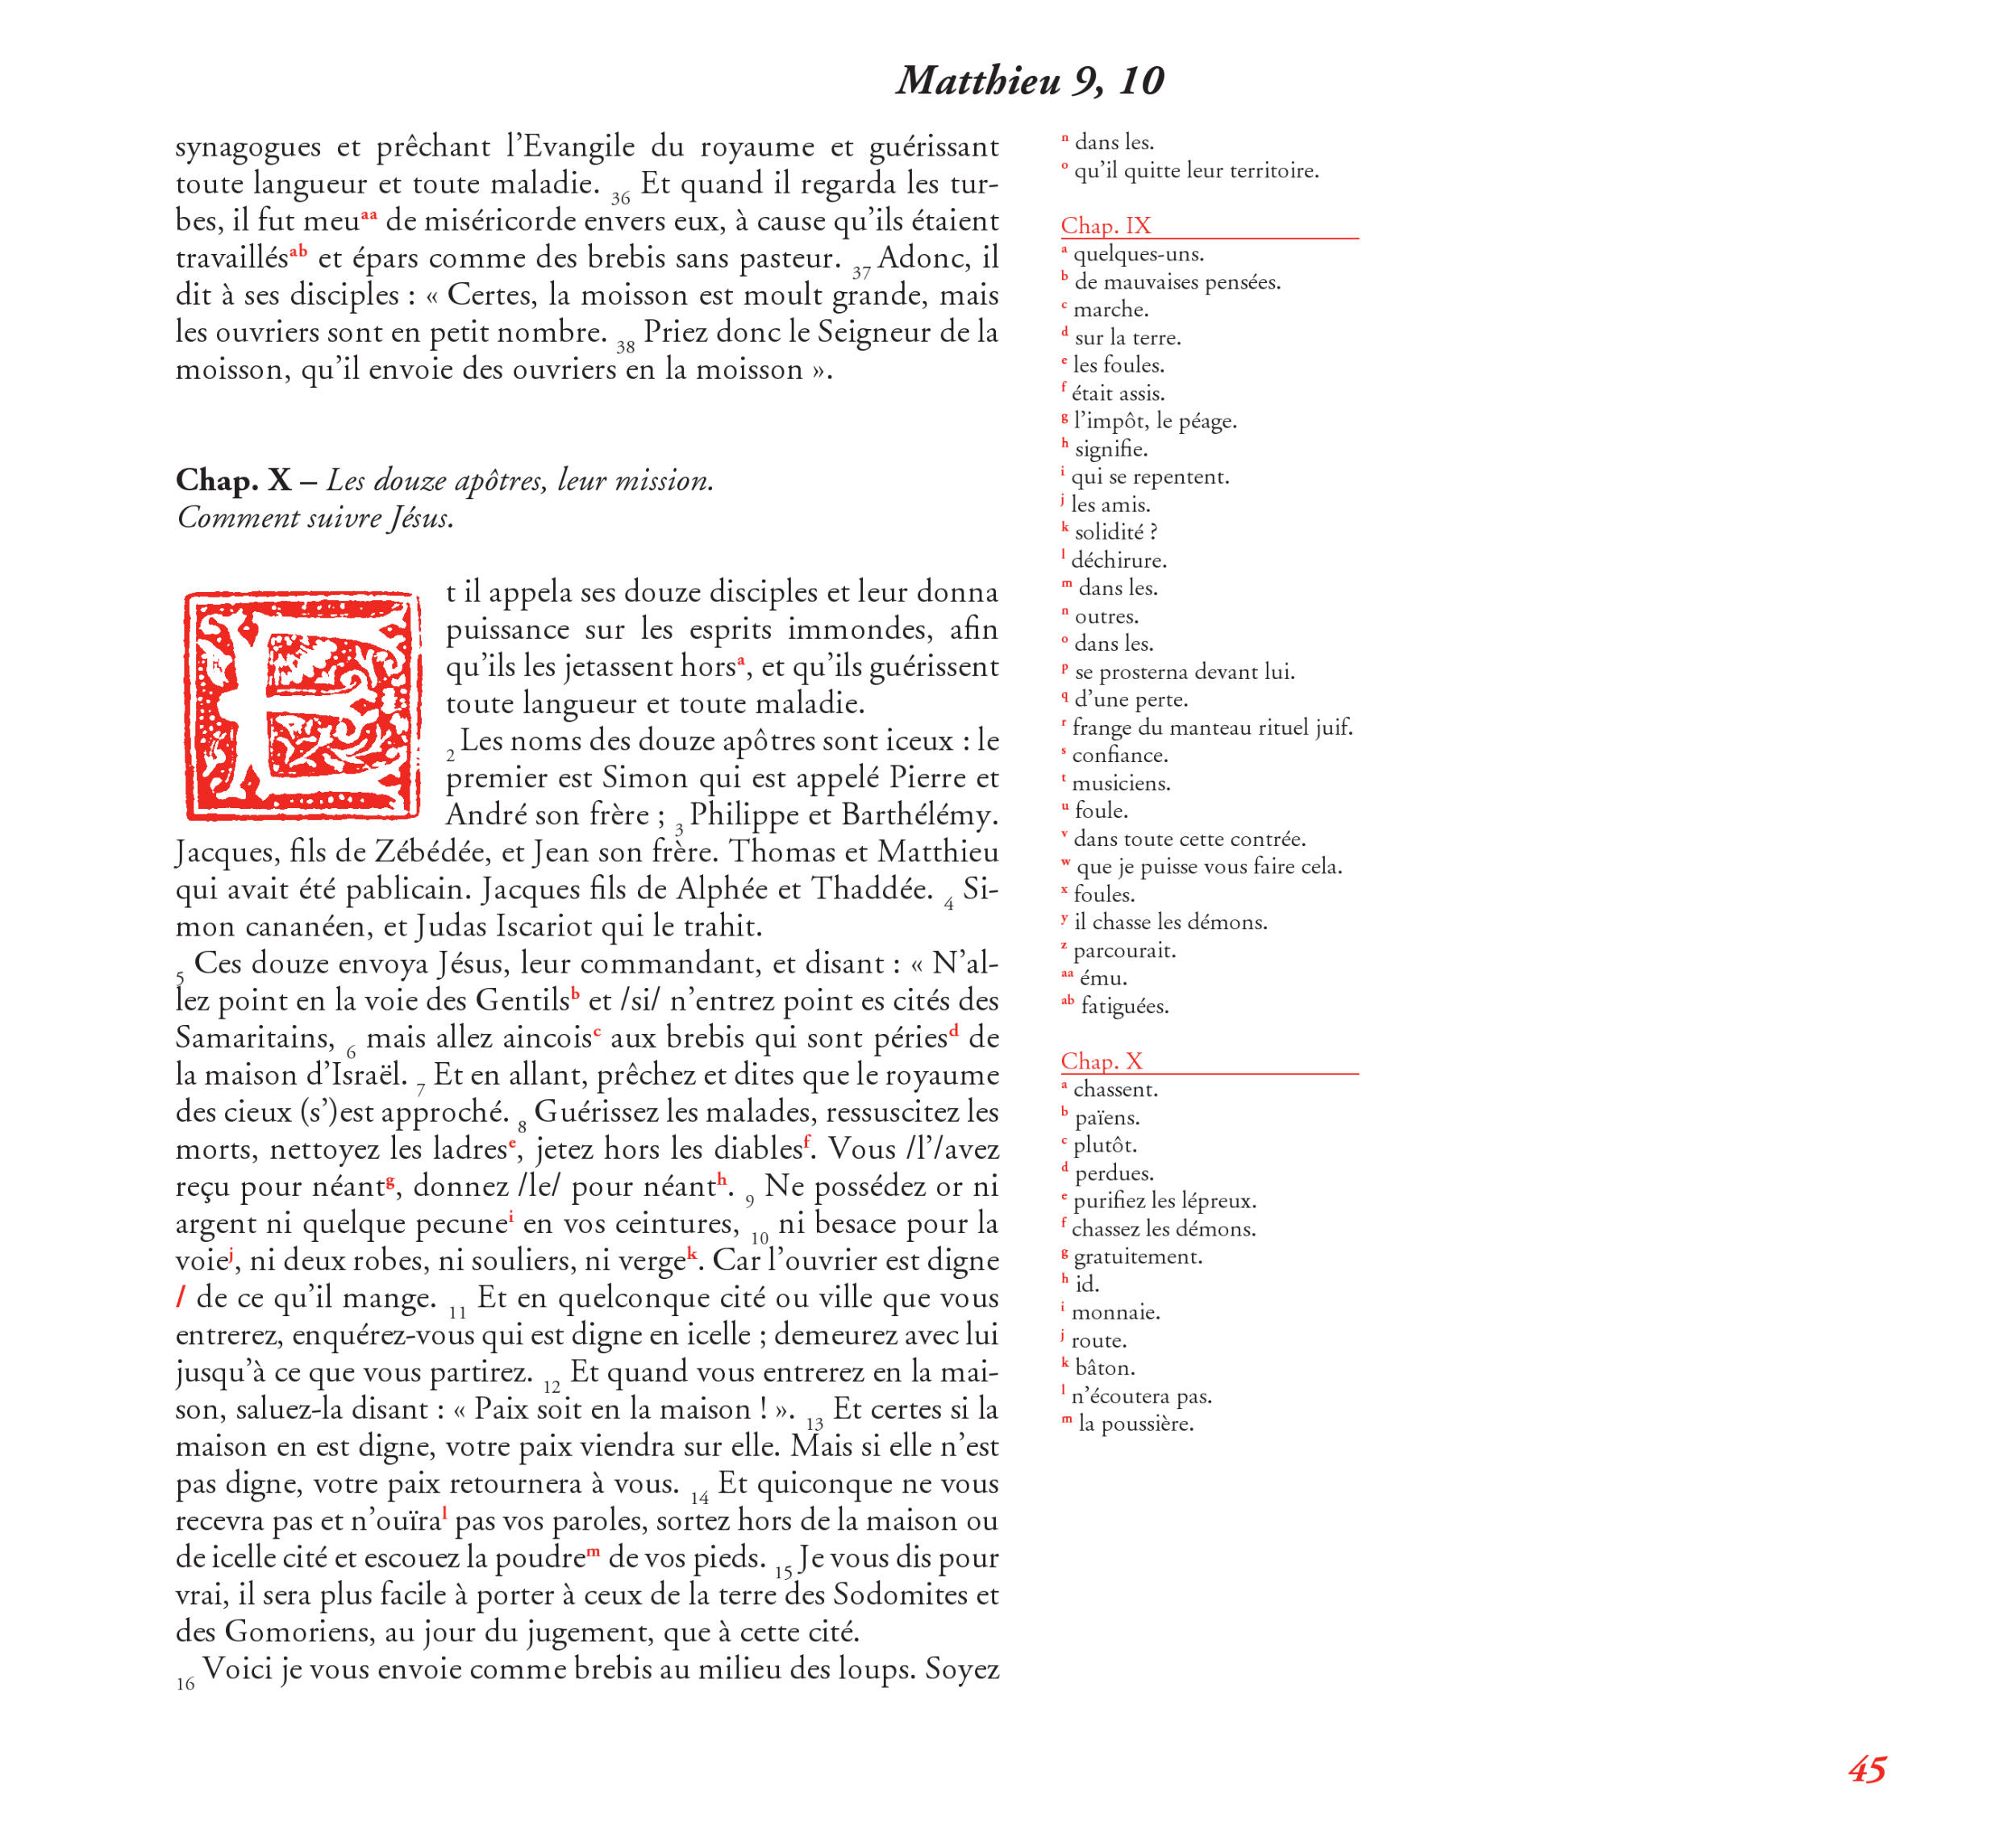 Matthieu 9, 10
synagogues et prêchant l’Evangile du royaume et guérissant
toute langueur et toute maladie. 36 Et quand il regarda les tur-
bes, il fut meuaa de miséricorde envers eux, à cause qu’ils étaient
travaillésab et épars comme des brebis sans pasteur. 37 Adonc, il
dit à ses disciples : « Certes, la moisson est moult grande, mais
les ouvriers sont en petit nombre. 38 Priez donc le Seigneur de la
moisson, qu’il envoie des ouvriers en la moisson ».
Chap. X – Les douze apôtres, leur mission.
Comment suivre Jésus.
Et il appela ses douze disciples et leur donna
puissance sur les esprits immondes, afin
qu’ils les jetassent horsa, et qu’ils guérissent
toute langueur et toute maladie.
2 Les noms des douze apôtres sont iceux : le
premier est Simon qui est appelé Pierre et
André son frère ; 3 Philippe et Barthélémy.
Jacques, fils de Zébédée, et Jean son frère. Thomas et Matthieu
qui avait été pablicain. Jacques fils de Alphée et Thaddée. 4 Si-
mon cananéen, et Judas Iscariot qui le trahit.
5 Ces douze envoya Jésus, leur commandant, et disant : « N’al-
lez point en la voie des Gentilsb et /si/ n’entrez point es cités des
Samaritains, 6 mais allez aincoisc aux brebis qui sont périesd de
la maison d’Israël. 7 Et en allant, prêchez et dites que le royaume
des cieux (s’)est approché. 8 Guérissez les malades, ressuscitez les
morts, nettoyez les ladrese, jetez hors les diablesf. Vous /l’/avez
reçu pour néantg, donnez /le/ pour néanth. 9 Ne possédez or ni
argent ni quelque pecunei en vos ceintures, 10 ni besace pour la
voiej, ni deux robes, ni souliers, ni vergek. Car l’ouvrier est digne
/ de ce qu’il mange. 11 Et en quelconque cité ou ville que vous
entrerez, enquérez-vous qui est digne en icelle ; demeurez avec lui
jusqu’à ce que vous partirez. 12 Et quand vous entrerez en la mai-
son, saluez-la disant : « Paix soit en la maison ! ». 13 Et certes si la
maison en est digne, votre paix viendra sur elle. Mais si elle n’est
pas digne, votre paix retournera à vous. 14 Et quiconque ne vous
recevra pas et n’ouïral pas vos paroles, sortez hors de la maison ou
de icelle cité et escouez la poudrem de vos pieds. 15 Je vous dis pour
vrai, il sera plus facile à porter à ceux de la terre des Sodomites et
des Gomoriens, au jour du jugement, que à cette cité.
16 Voici je vous envoie comme brebis au milieu des loups. Soyez
n dans les.
o qu’il quitte leur territoire.
Chap. IX
a quelques-uns.
b de mauvaises pensées.
c marche.
d sur la terre.
e les foules.
f était assis.
g l’impôt, le péage.
h signifie.
i qui se repentent.
j les amis.
k solidité ?
l déchirure.
m dans les.
n outres.
o dans les.
p se prosterna devant lui.
q d’une perte.
r frange du manteau rituel juif.
s confiance.
t musiciens.
u foule.
v dans toute cette contrée.
w que je puisse vous faire cela.
x foules.
y il chasse les démons.
z parcourait.
aa ému.
ab fatiguées.
Chap. X
a chassent.
b païens.
c plutôt.
d perdues.
e purifiez les lépreux.
f chassez les démons.
g gratuitement.
h id.
i monnaie.
j route.
k bâton.
l n’écoutera pas.
m la poussière.
45